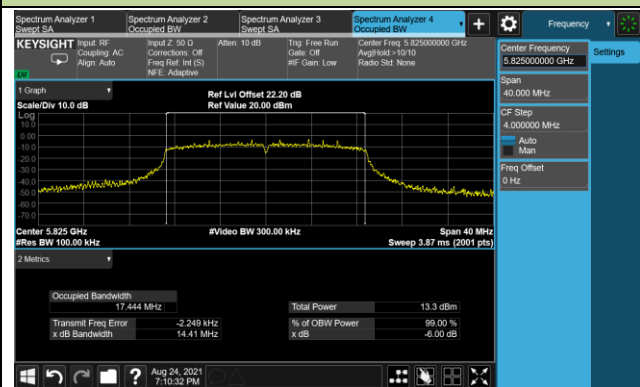 Spectrum Analyzer 1
Swept SA
Spectrum Analyzer 2
Occupied BW
Spectrum Analyzer 3
Swept SA
Spectrum Analyzer 4
Occupied BW
Frequency
KEYSIGHT
Input: RF
Coupling: AC
Align: Auto
Input Z: 50 Ω
Corrections: Off
Freq Ref: Int (S)
NFE: Adaptive
Atten: 10 dB
Trig: Free Run
Gate: Off
#IF Gain: Low
Center Freq: 5.825000000 GHz
Avg|Hold:>10/10
Radio Std: None
Center Frequency
5.825000000 GHz
Settings
Span
40.000 MHz
CF Step
4.000000 MHz
Auto
Man
Freq Offset
0 Hz
1 Graph
Scale/Div 10.0 dB
Ref Lvl Offset 22.20 dB
Ref Value 20.00 dBm
Log
10.0
0.00
-10.0
-20.0
-30.0
-40.0
-50.0
-60.0
-70.0
Center 5.825 GHz
#Res BW 100.00 kHz
#Video BW 300.00 kHz
Span 40 MHz
Sweep 3.87 ms (2001 pts)
2 Metrics
Occupied Bandwidth
17.444 MHz
Total Power
13.3 dBm
Transmit Freq Error
-2.249 kHz
% of OBW Power
99.00 %
x dB Bandwidth
14.41 MHz
x dB
-6.00 dB
?
Aug 24, 2021
7:10:32 PM